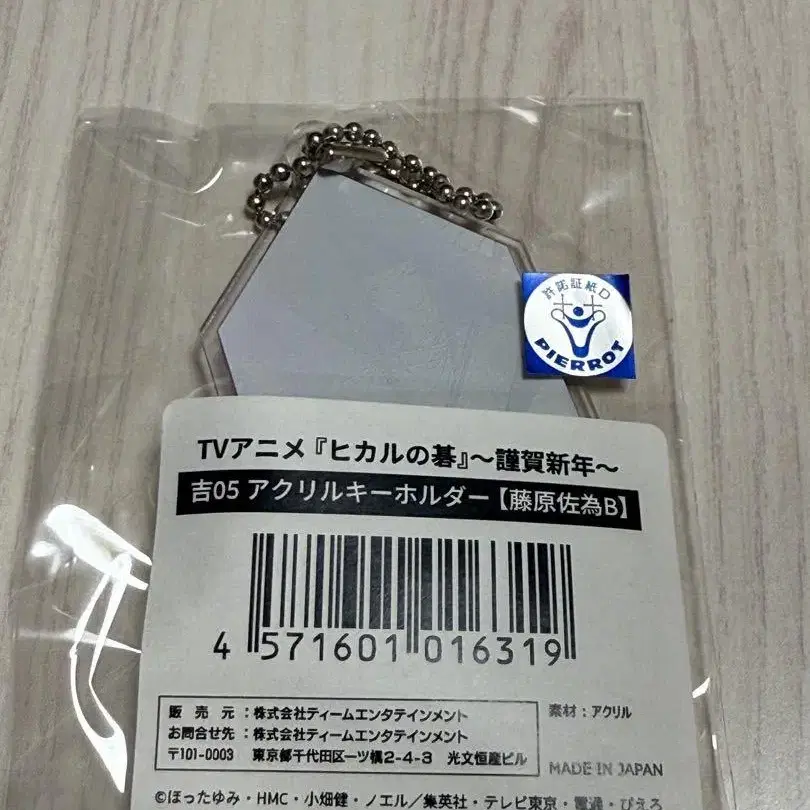 許諾証紙D
PIERROT
TVアニメ『ヒカルの碁』~謹賀新年~
吉05 アクリルキーホルダー【藤原佐為B】
4 571601 016319
販 売 元 : 株式会社ティームエンタテインメント
お問合せ先 : 株式会社ティームエンタテインメント
〒101-0003 東京都千代田区一ツ橋2-4-3 光文恒産ビル
素材 : アクリル
MADE IN JAPAN
©ほったゆみ・HMC・小畑健・ノエル/集英社・テレビ東京・電通・ぴえろ